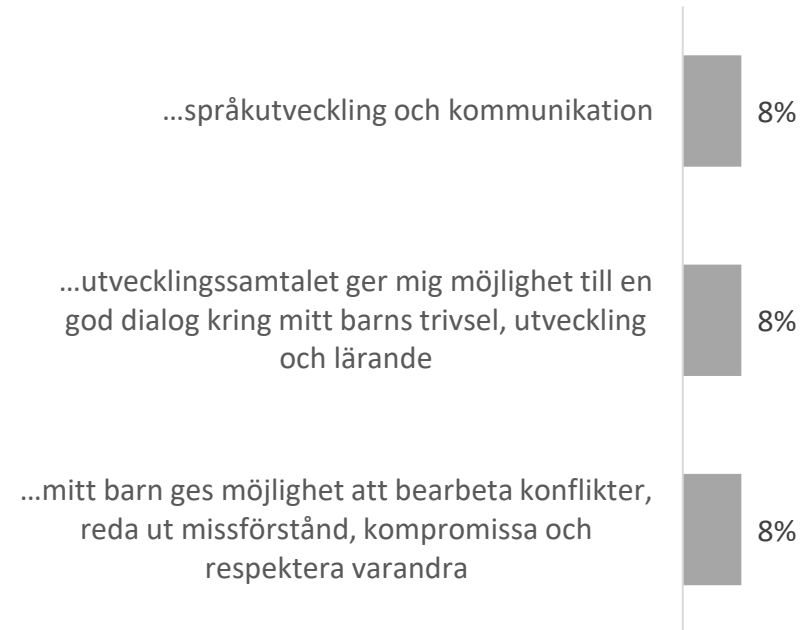 …språkutveckling och kommunikation
8%
…utvecklingssamtalet ger mig möjlighet till en
god dialog kring mitt barns trivsel, utveckling
och lärande
8%
…mitt barn ges möjlighet att bearbeta konflikter,
reda ut missförstånd, kompromissa och
respektera varandra
8%